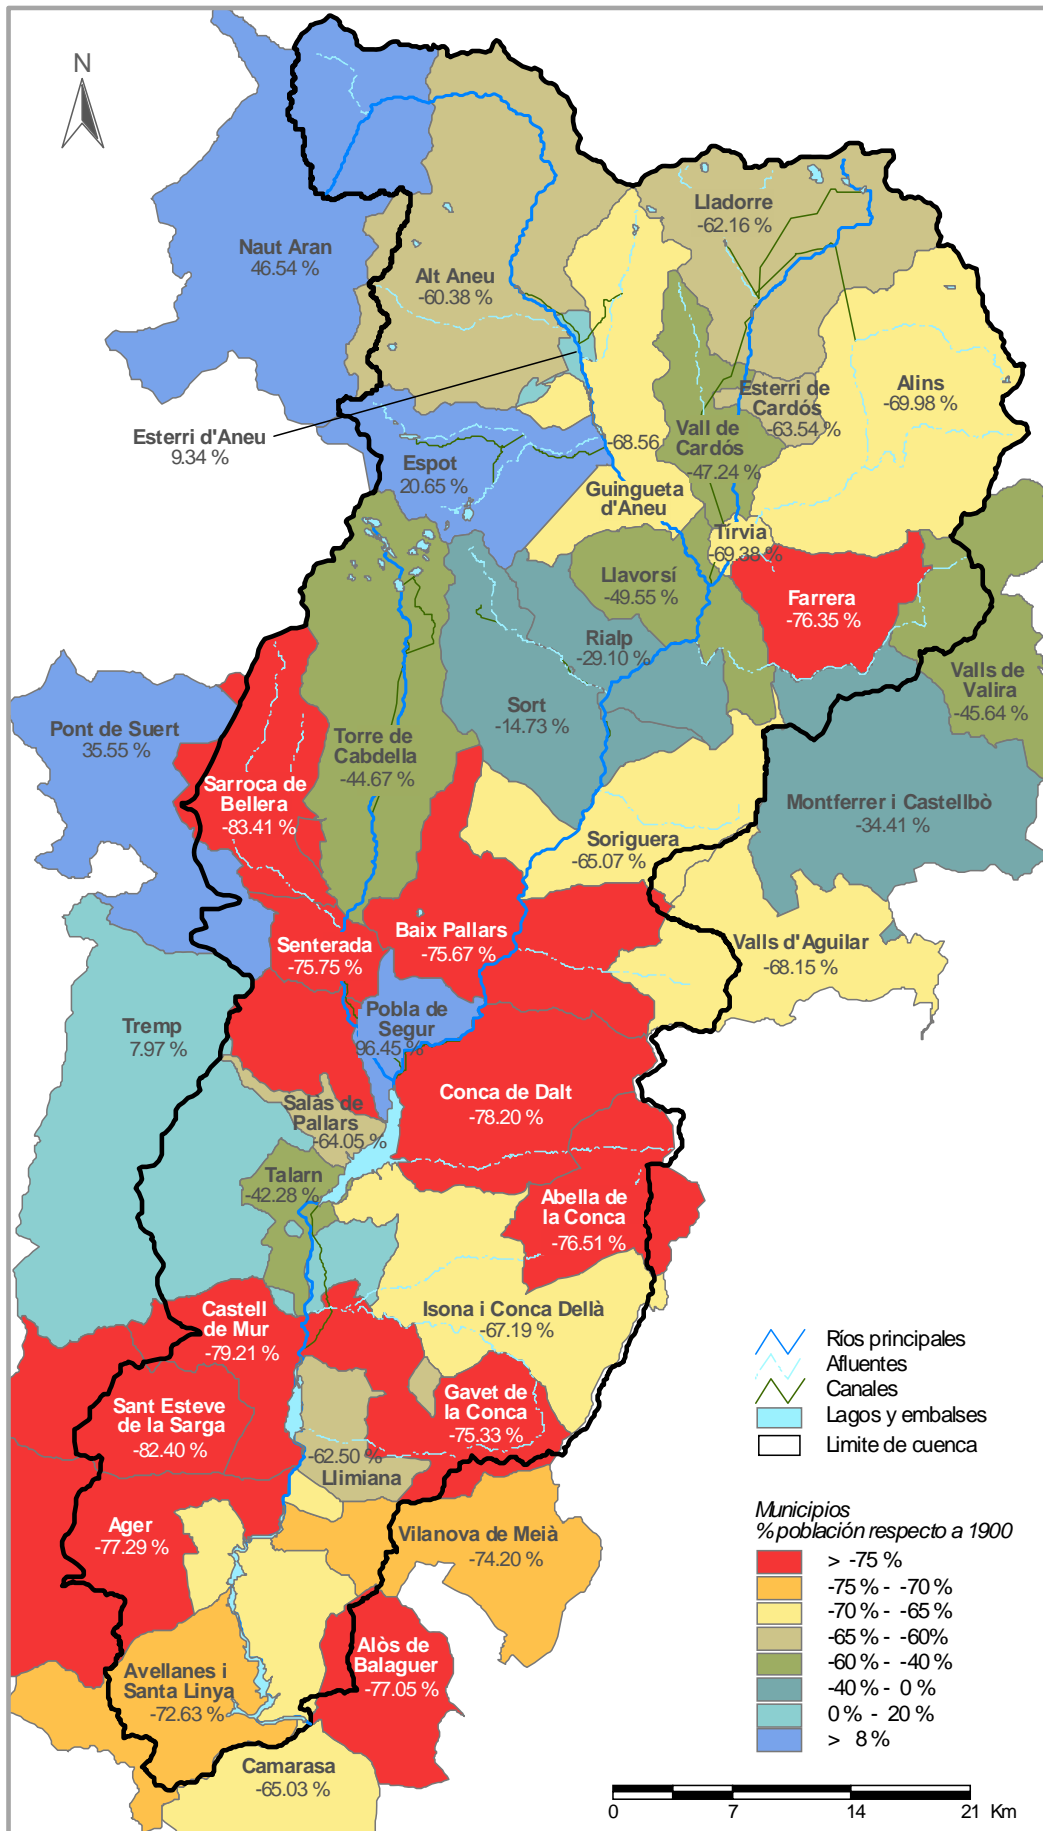 N
Naut Aran
46.54 %
Alt Aneu
-60.38 %
Lladorre
-62.16 %
Esterri d'Aneu
9.34 %
Espot
20.65 %
-68.56
Guingueta
d'Aneu
Vall de
Cardós
-47.24 %
Esterri de
Cardós
-63.54 %
Alins
-69.98 %
Tírvia
-69.38 %
Llavorsí
-49.55 %
Farrera
-76.35 %
Rialp
-29.10 %
Sort
-14.73 %
Valls de
Valira
-45.64 %
Pont de Suert
35.55 %
Torre de
Cabdella
-44.67 %
Sarroca de
Bellera
-83.41 %
Montferrer i Castellbò
-34.41 %
Soriguera
-65.07 %
Senterada
-75.75 %
Baix Pallars
-75.67 %
Valls d'Aguilar
-68.15 %
Tremp
7.97 %
Pobla de
Segur
96.45 %
Conca de Dalt
-78.20 %
Salàs de
Pallars
-64.05 %
Talarn
-42.28 %
Abella de
la Conca
-76.51 %
Castell
de Mur
-79.21 %
Isona i Conca Dellà
-67.19 %
Sant Esteve
de la Sarga
-82.40 %
Gavet de
la Conca
-75.33 %
-62.50 %
Llimiana
Ager
-77.29 %
Vilanova de Meià
-74.20 %
Avellanes i
Santa Linya
-72.63 %
Alòs de
Balaguer
-77.05 %
Camarasa
-65.03 %
Ríos principales
Afluentes
Canales
Lagos y embalses
Limite de cuenca
Municipios
% población respecto a 1900
> -75 %
-75 % - -70 %
-70 % - -65 %
-65 % - -60%
-60 % - -40 %
-40 % - 0 %
0 % - 20 %
> 8 %
0 7 14 21 Km